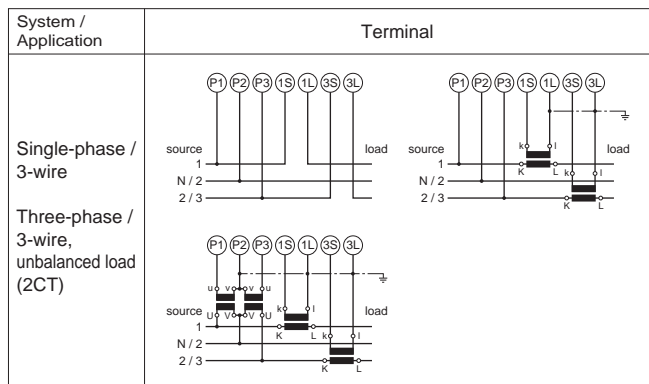 System /
Application
Terminal
Single-phase /
3-wire
Three-phase /
3-wire,
unbalanced load
(2CT)
P1 P2 P3 1S 1L 3S 3L
source load
1
N / 2
2 / 3
P1 P2 P3 1S 1L 3S 3L
source k l load
1 K L k l
N / 2
2 / 3 K L
P1 P2 P3 1S 1L 3S 3L
u v v u
k l
source U V V U load
1 K L k l
N / 2
2 / 3 K L